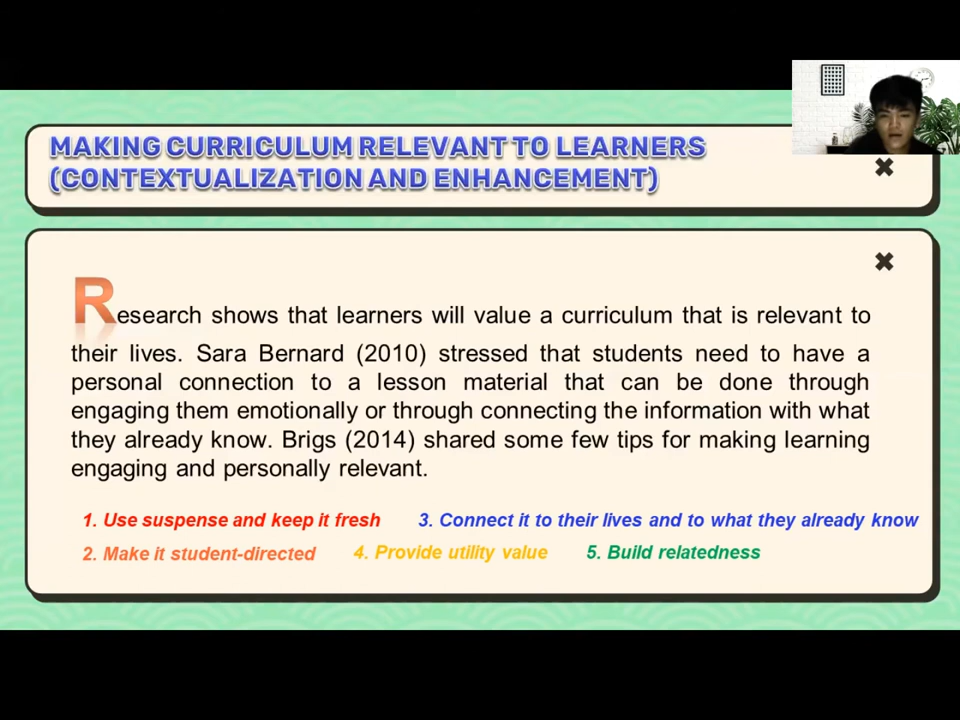 MAKING CURRICULUM RELEVANT TO LEARNERS
(CONTEXTUALIZATION AND ENHANCEMENT)
Research shows that learners will value a curriculum that is relevant to
their lives. Sara Bernard (2010) stressed that students need to have a
personal connection to a lesson material that can be done through
engaging them emotionally or through connecting the information with what
they already know. Brigs (2014) shared some few tips for making learning
engaging and personally relevant.
1. Use suspense and keep it fresh
3. Connect it to their lives and to what they already know
2. Make it student-directed
4. Provide utility value
5. Build relatedness